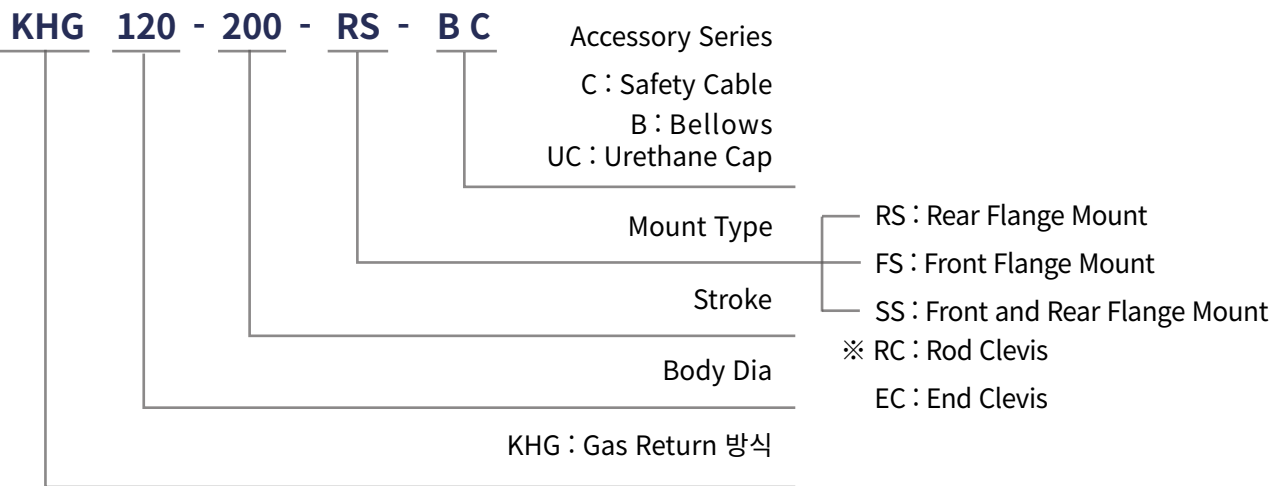 KHG 120 - 200 - RS - B C
Accessory Series
C : Safety Cable
B : Bellows
UC : Urethane Cap
Mount Type
RS : Rear Flange Mount
FS : Front Flange Mount
SS : Front and Rear Flange Mount
※ RC : Rod Clevis
EC : End Clevis
Stroke
Body Dia
KHG : Gas Return 방식